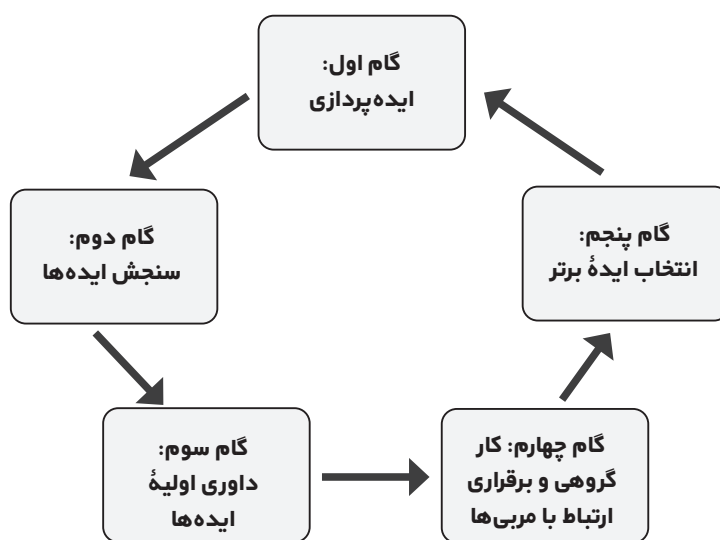 گام اول:
ایده‌پردازی
گام دوم:
سنجش ایده‌ها
گام سوم:
داوری اولیهٔ
ایده‌ها
گام چهارم: کار
گروهی و برقراری
ارتباط با مربی‌ها
گام پنجم:
انتخاب ایدهٔ برتر